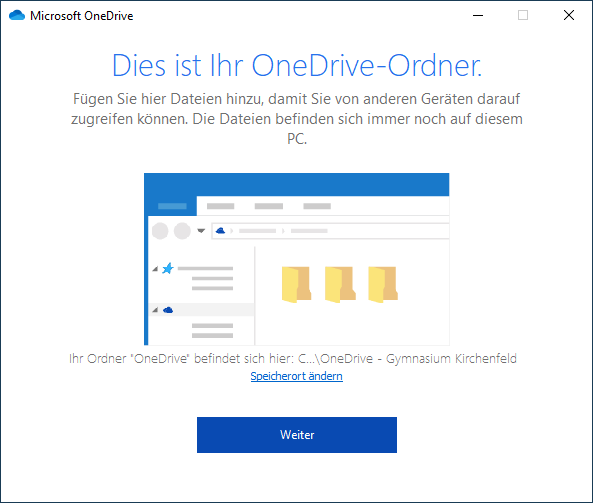 Microsoft OneDrive
Dies ist Ihr OneDrive-Ordner.
Fügen Sie hier Dateien hinzu, damit Sie von anderen Geräten darauf
zugreifen können. Die Dateien befinden sich immer noch auf diesem
PC.
Ihr Ordner "OneDrive" befindet sich hier: C...\OneDrive - Gymnasium Kirchenfeld
Speicherort ändern
Weiter